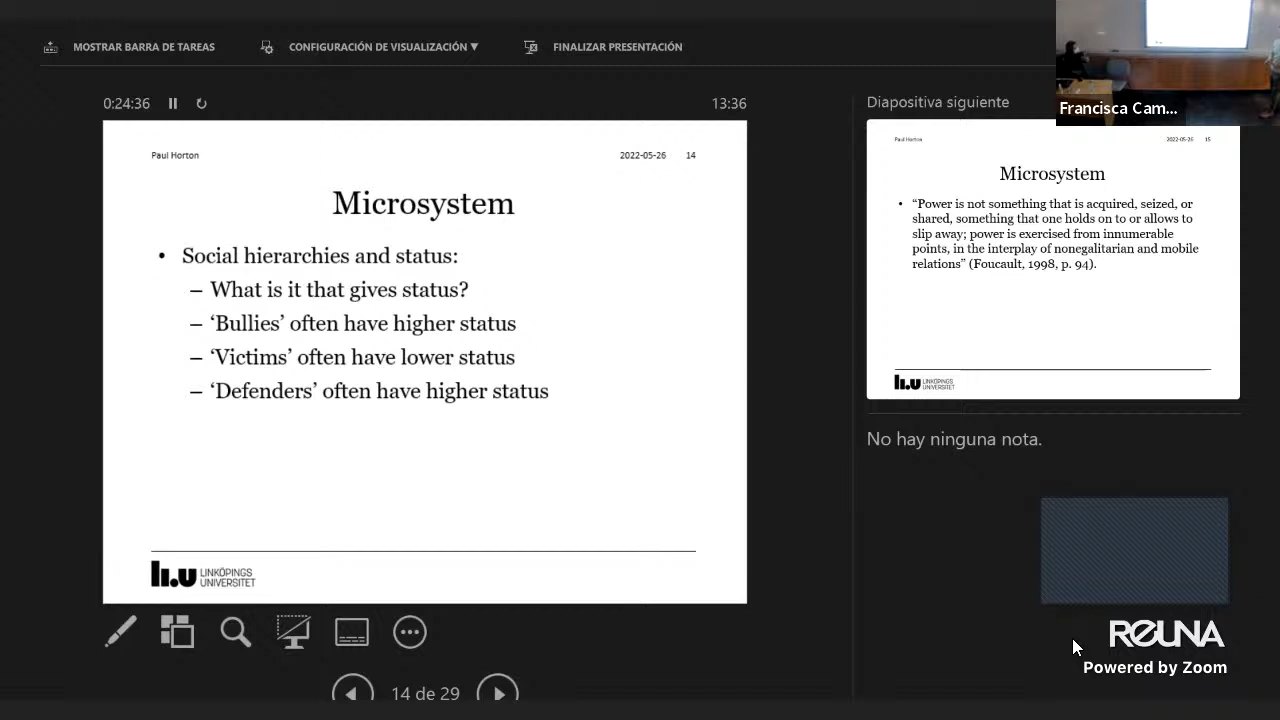 MOSTRAR BARRA DE TAREAS
CONFIGURACIÓN DE VISUALIZACIÓN ▼
FINALIZAR PRESENTACIÓN
Francisca Cam...
0:24:36
13:36
Paul Horton
2022-05-26 14
Microsystem
• Social hierarchies and status:
– What is it that gives status?
– ‘Bullies’ often have higher status
– ‘Victims’ often have lower status
– ‘Defenders’ often have higher status
li.u LINKÖPINGS
UNIVERSITET
14 de 29
Diapositiva siguiente
Paul Horton
2022-05-26 15
Microsystem
• “Power is not something that is acquired, seized, or
shared, something that one holds on to or allows to
slip away; power is exercised from innumerable
points, in the interplay of nonegalitarian and mobile
relations” (Foucault, 1998, p. 94).
li.u LINKÖPINGS
UNIVERSITET
No hay ninguna nota.
REUNA
Powered by Zoom